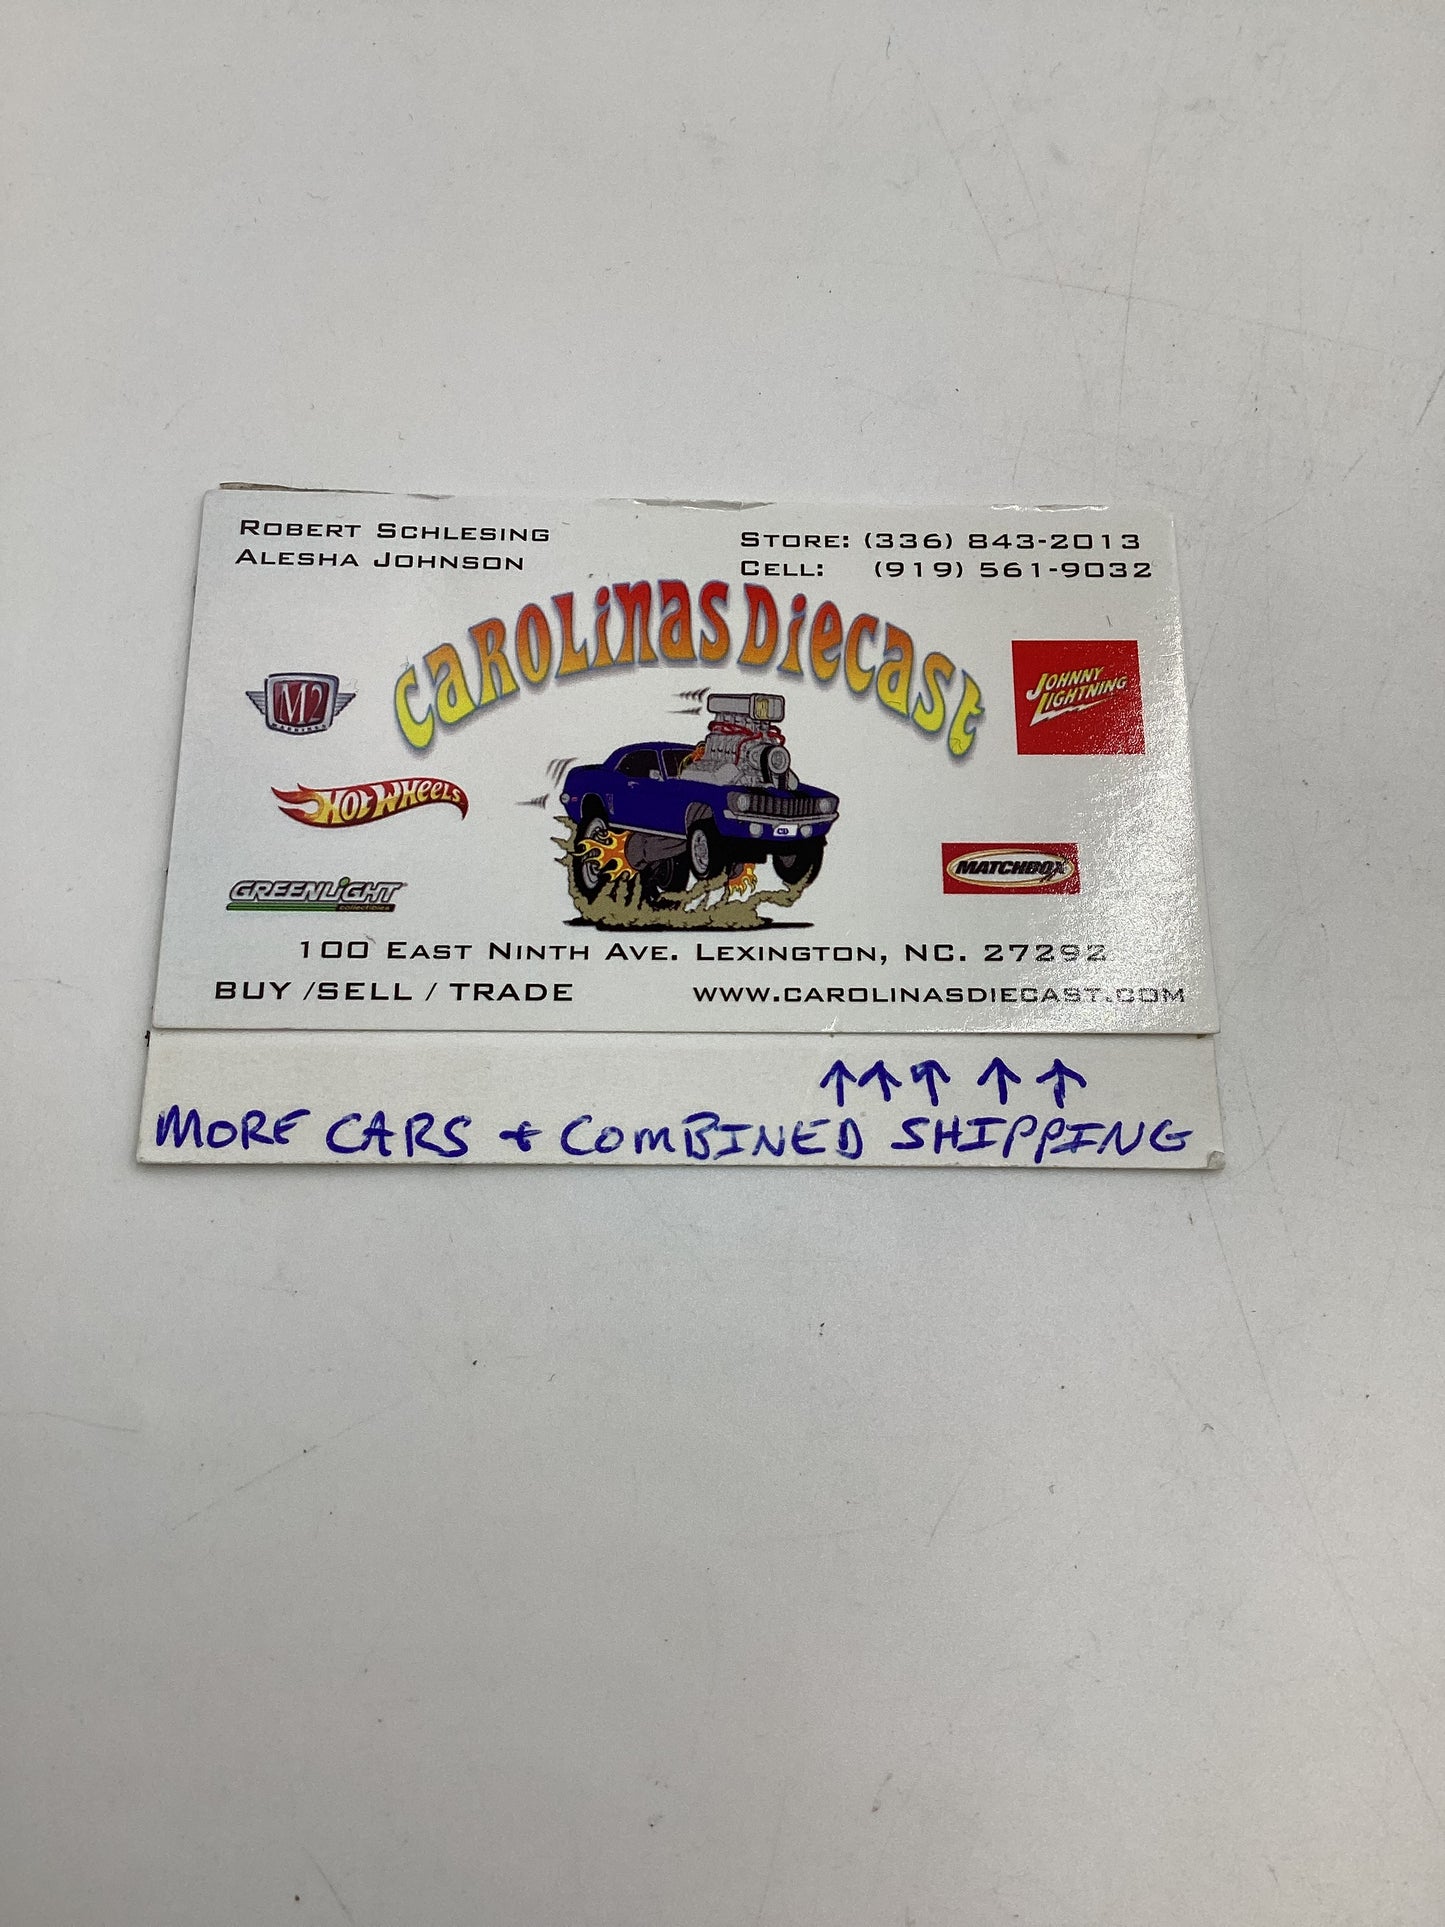 ROBERT SCHLESING
ALESHA JOHNSON
STORE: (336) 843-2013
CELL: (919) 561-9032
CAROLINAS DIECAST
M2
JOHNNY LIGHTNING
HOT WHEELS
MATCHBOX
GREENLIGHT
collectibles
100 EAST NINTH AVE. LEXINGTON, NC. 27292
BUY /SELL / TRADE
WWW.CAROLINASDIECAST.COM
↑↑↑ ↑ ↑
MORE CARS + COMBINED SHIPPING